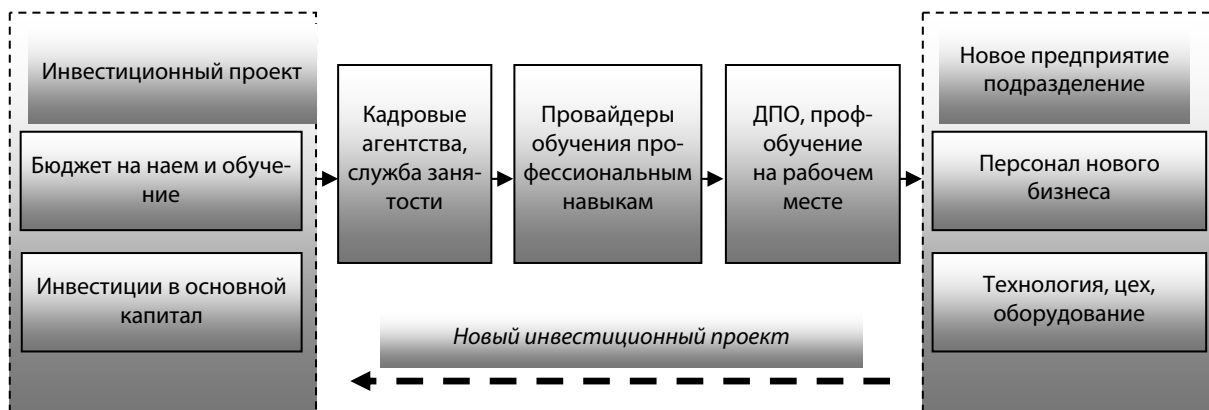 Инвестиционный проект
Бюджет на наем и обуче-
ние
Инвестиции в основной
капитал
Кадровые
агентства,
служба заня-
тости
Провайдеры
обучения про-
фессиональным
навыкам
ДПО, проф-
обучение
на рабочем
месте
Новое предприятие
подразделение
Персонал нового
бизнеса
Технология, цех,
оборудование
Новый инвестиционный проект